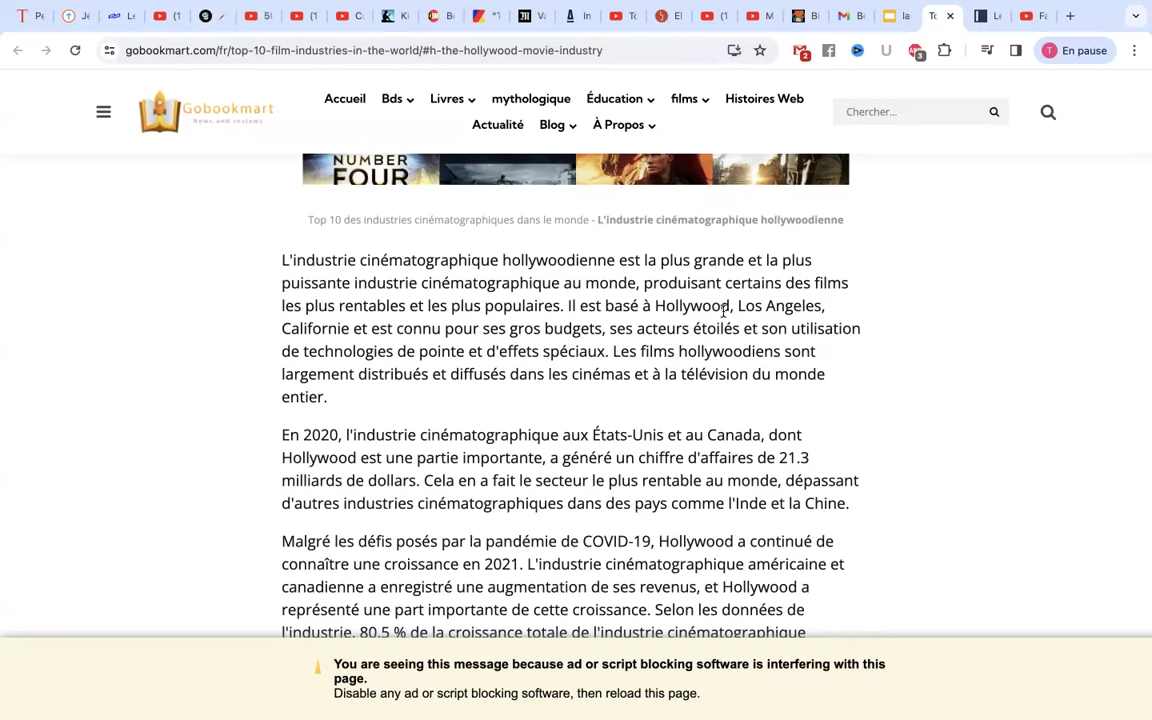 gobookmart.com/fr/top-10-film-industries-in-the-world/#h-the-hollywood-movie-industry
2
3
T En pause
Gobookmart
News and reviews
Accueil Bds Livres mythologique Éducation films Histoires Web
Actualité Blog À Propos
Chercher...
NUMBER
FOUR
Top 10 des industries cinématographiques dans le monde - L'industrie cinématographique hollywoodienne
L'industrie cinématographique hollywoodienne est la plus grande et la plus
puissante industrie cinématographique au monde, produisant certains des films
les plus rentables et les plus populaires. Il est basé à Hollywood, Los Angeles,
Californie et est connu pour ses gros budgets, ses acteurs étoilés et son utilisation
de technologies de pointe et d'effets spéciaux. Les films hollywoodiens sont
largement distribués et diffusés dans les cinémas et à la télévision du monde
entier.
En 2020, l'industrie cinématographique aux États-Unis et au Canada, dont
Hollywood est une partie importante, a généré un chiffre d'affaires de 21.3
milliards de dollars. Cela en a fait le secteur le plus rentable au monde, dépassant
d'autres industries cinématographiques dans des pays comme l'Inde et la Chine.
Malgré les défis posés par la pandémie de COVID-19, Hollywood a continué de
connaître une croissance en 2021. L'industrie cinématographique américaine et
canadienne a enregistré une augmentation de ses revenus, et Hollywood a
représenté une part importante de cette croissance. Selon les données de
l'industrie, 80,5 % de la croissance totale de l'industrie cinématographique
You are seeing this message because ad or script blocking software is interfering with this
page.
Disable any ad or script blocking software, then reload this page.